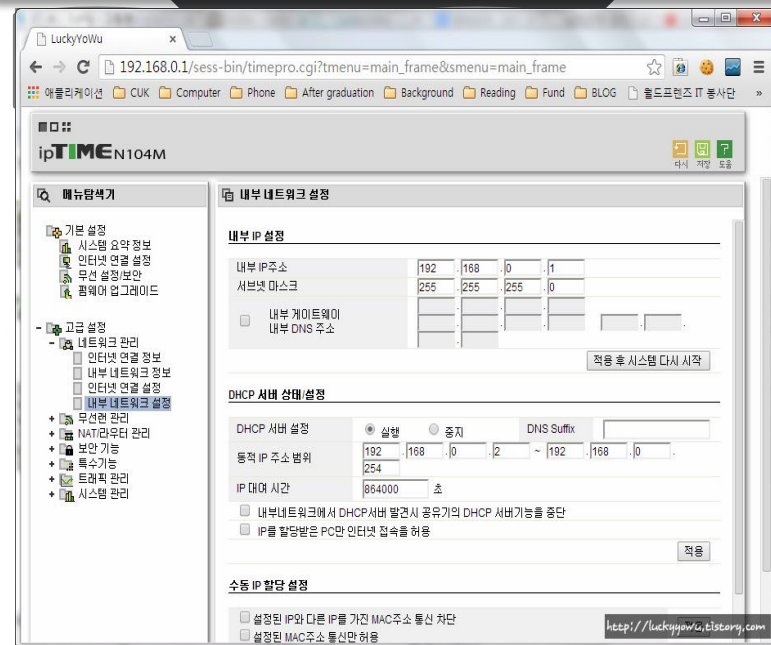 LuckyYoWu
192.168.0.1/sess-bin/timepro.cgi?tmenu=main_frame&smenu=main_frame
애플리케이션 CUK Computer Phone After graduation Background Reading Fund BLOG 월드프렌즈 IT 봉사단 »
ipTIME N104M
다시 저장 도움
메뉴탐색기
기본 설정
시스템 요약 정보
인터넷 연결 설정
무선 설정/보안
펌웨어 업그레이드
고급 설정
네트워크 관리
인터넷 연결 정보
내부 네트워크 정보
인터넷 연결 설정
내부 네트워크 설정
무선랜 관리
NAT/라우터 관리
보안 기능
특수기능
트래픽 관리
시스템 관리
내부 네트워크 설정
내부 IP 설정
내부 IP주소 192 . 168 . 0 . 1
서브넷 마스크 255 . 255 . 255 . 0
내부 게이트웨이
내부 DNS 주소
적용 후 시스템 다시 시작
DHCP 서버 상태/설정
DHCP 서버 설정 실행 중지 DNS Suffix
동적 IP 주소 범위 192 . 168 . 0 . 2 ~ 192 . 168 . 0 .
254
IP 대여 시간 864000 초
내부네트워크에서 DHCP서버 발견시 공유기의 DHCP 서버기능을 중단
IP를 할당받은 PC만 인터넷 접속을 허용
적용
수동 IP 할당 설정
설정된 IP와 다른 IP를 가진 MAC주소 통신 차단
설정된 MAC주소 통신만 허용
http://luckyyowu.tistory.com